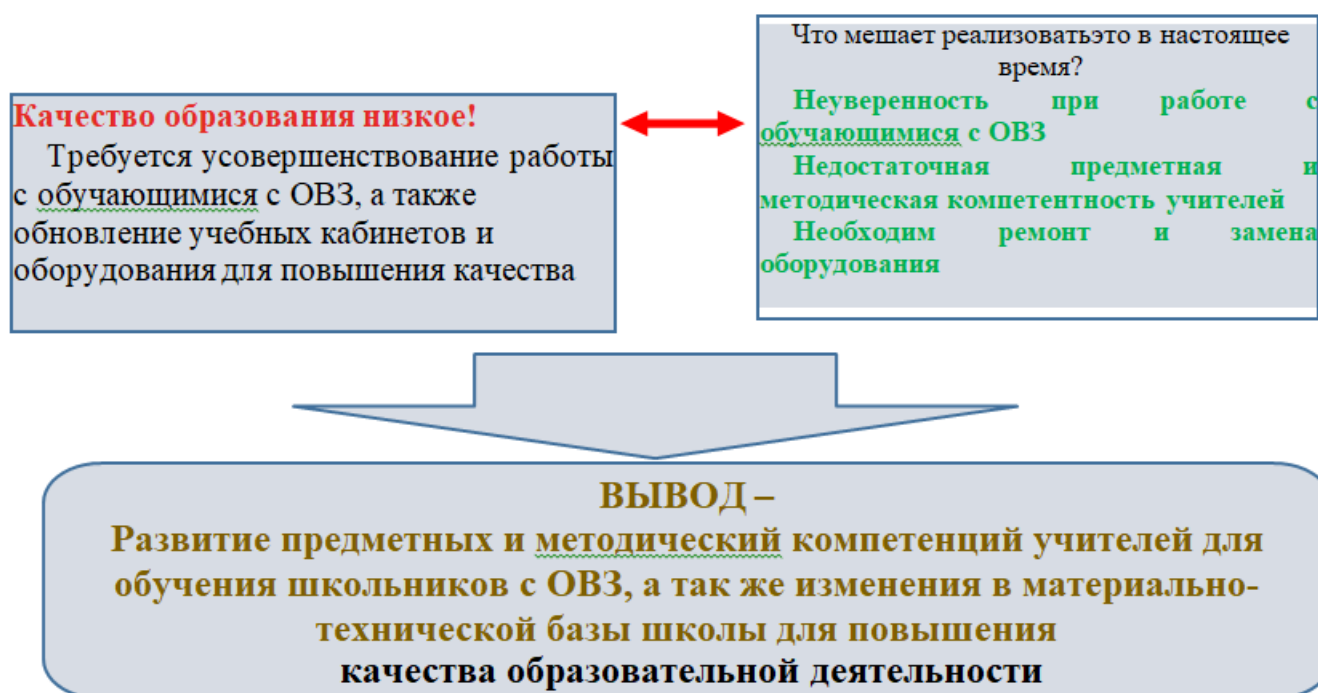 Качество образования низкое!
Требуется усовершенствование работы
с обучающимися с ОВЗ, а также
обновление учебных кабинетов и
оборудования для повышения качества
Что мешает реализоватьэто в настоящее
время?
Неуверенность при работе с
обучающимися с ОВЗ
Недостаточная предметная и
методическая компетентность учителей
Необходим ремонт и замена
оборудования
ВЫВОД –
Развитие предметных и методический компетенций учителей для
обучения школьников с ОВЗ, а так же изменения в материально-
технической базы школы для повышения
качества образовательной деятельности